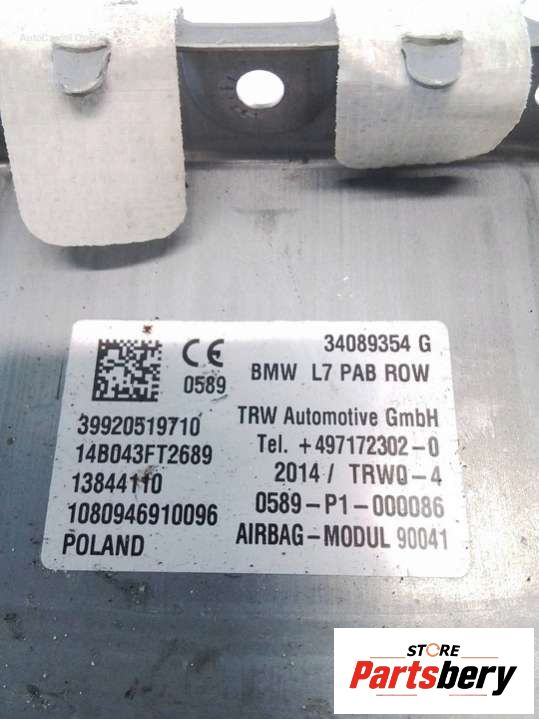 34089354 G
CE
0589
BMW L7 PAB ROW
39920519710
TRW Automotive GmbH
14B043FT2689
Tel. +497172302-0
13844110
2014/ TRWO-4
1080946910096
0589-P1-000086
POLAND
AIRBAG-MODUL 90041
STORE
Partsbery